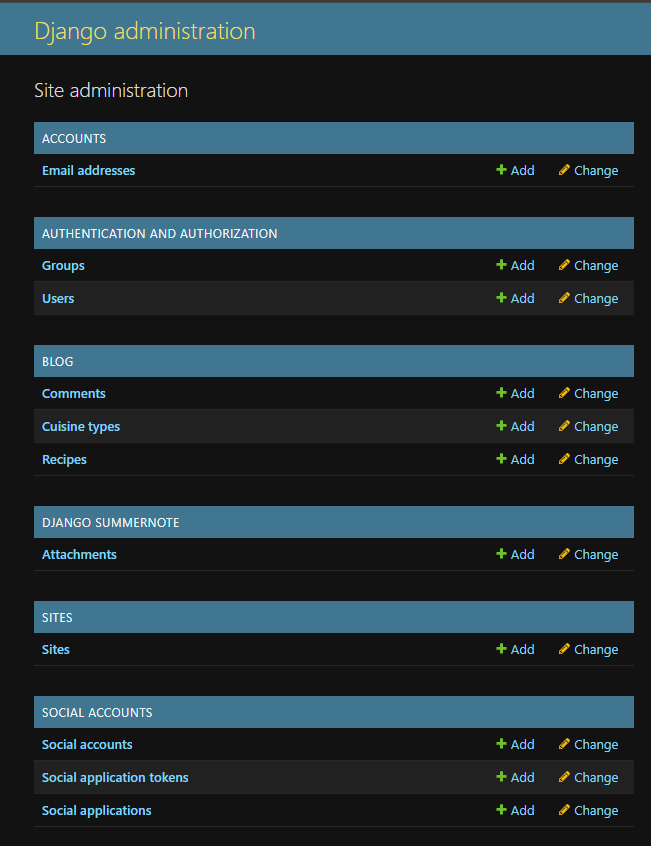 Django administration
Site administration
ACCOUNTS
Email addresses Add Change
AUTHENTICATION AND AUTHORIZATION
Groups Add Change
Users Add Change
BLOG
Comments Add Change
Cuisine types Add Change
Recipes Add Change
DJANGO SUMMERNOTE
Attachments Add Change
SITES
Sites Add Change
SOCIAL ACCOUNTS
Social accounts Add Change
Social application tokens Add Change
Social applications Add Change